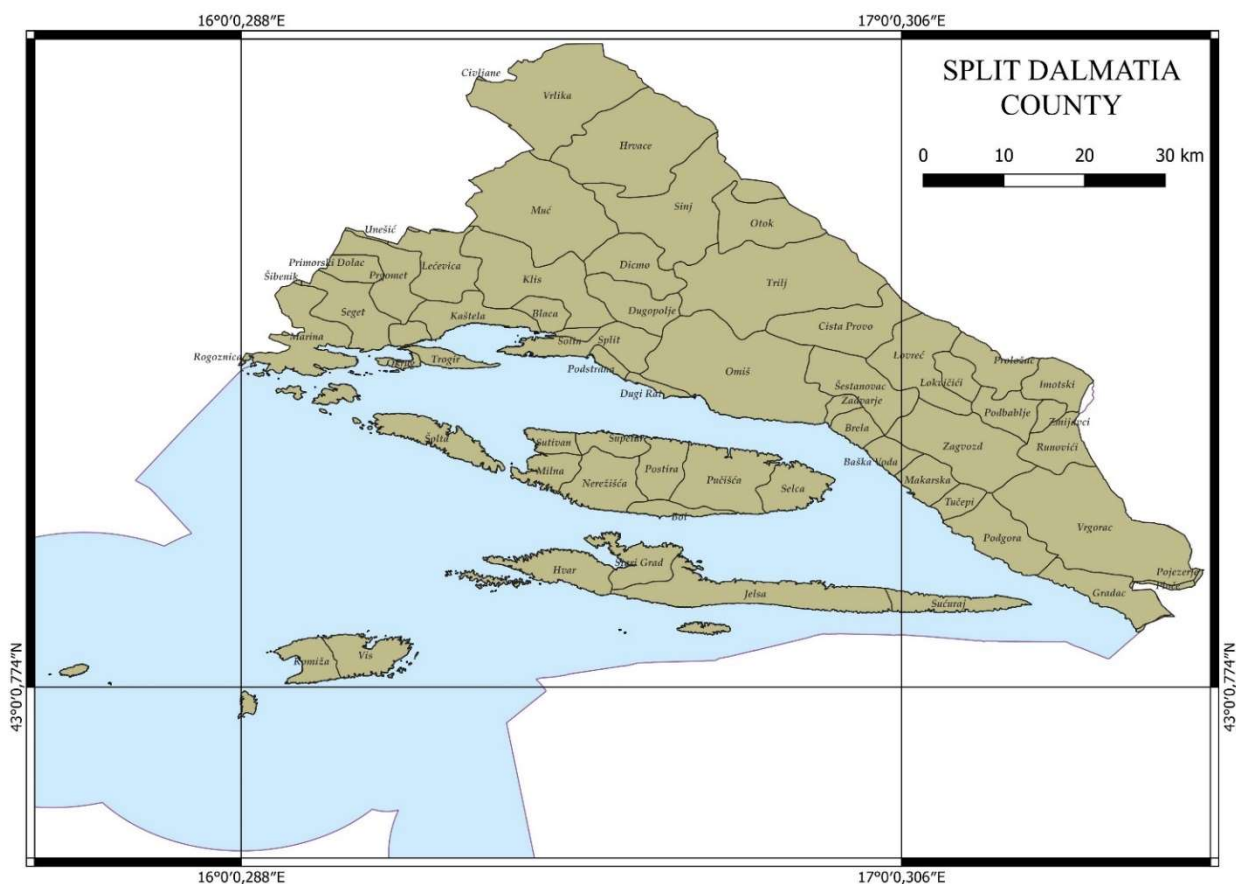 16°0'0,288"E
17°0'0,306"E
SPLIT DALMATIA
COUNTY
0 10 20 30 km
Civljane
Vrlika
Hrvace
Muć
Sinj
Otok
Unešić
Primorski Dolac
Prgomet
Lećevica
Dicmo
Šibenik
Klis
Trilj
Seget
Kaštela
Blaca
Dugopolje
Cista Provo
Marina
Solin
Split
Rogoznica
Okrug
Trogir
Podstrana
Omiš
Lovreć
Proložac
Dugi Rat
Šestanovac
Lokvičići
Imotski
Zadvarje
Podbablje
Zmijavci
Brela
Šolta
Sutivan
Supetar
Zagvozd
Runovići
Baška Voda
Milna
Nerežišća
Postira
Pučišća
Selca
Makarska
Tučepi
Bol
Vrgorac
Podgora
Hvar
Stari Grad
Pojezerje
Ploče
Jelsa
Sućuraj
Gradac
Komiža
Vis
43°0'0,774"N
43°0'0,774"N
16°0'0,288"E
17°0'0,306"E